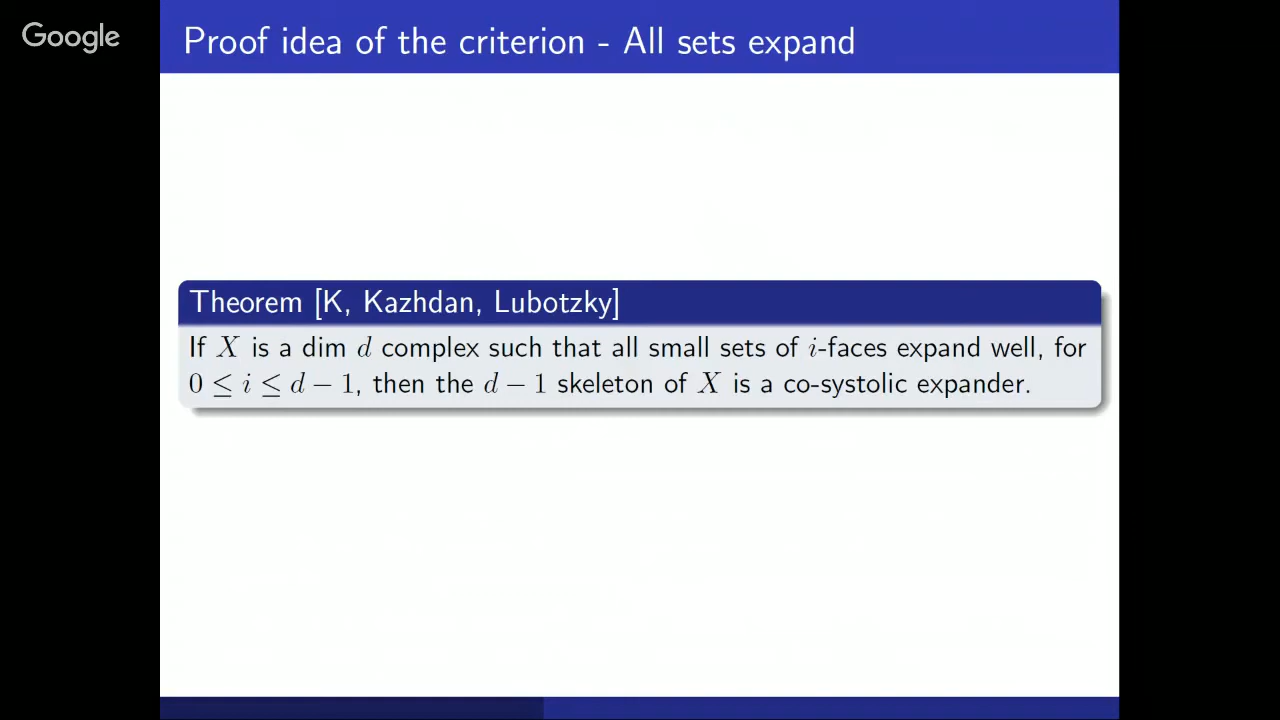 Google
Proof idea of the criterion - All sets expand
Theorem [K, Kazhdan, Lubotzky]
If X is a dim d complex such that all small sets of i-faces expand well, for
0 ≤ i ≤ d − 1, then the d − 1 skeleton of X is a co-systolic expander.